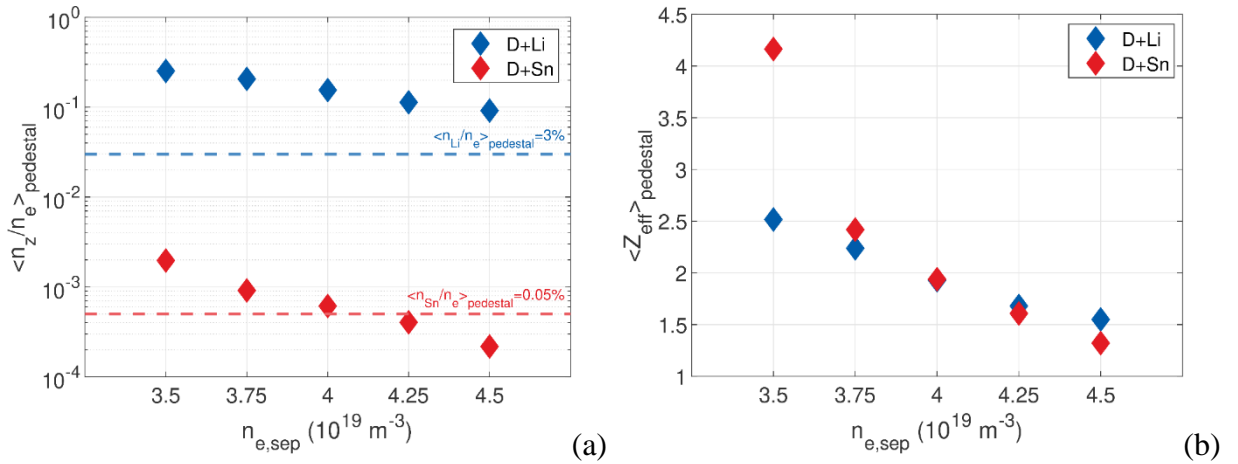 10^0
10^-1
10^-2
10^-3
10^-4
<n_z/n_e>_pedestal
D+Li
D+Sn
<n_Li/n_e>_pedestal=3%
<n_Sn/n_e>_pedestal=0.05%
3.5 3.75 4 4.25 4.5
n_e,sep (10^19 m^-3)
(a)
4.5
4
3.5
3
2.5
2
1.5
1
<Z_eff>_pedestal
D+Li
D+Sn
3.5 3.75 4 4.25 4.5
n_e,sep (10^19 m^-3)
(b)